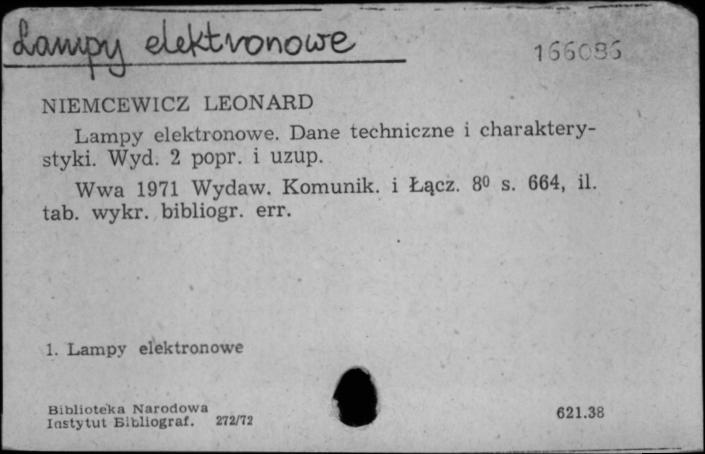 Lampy elektronowe
166086
NIEMCEWICZ LEONARD
Lampy elektronowe. Dane techniczne i charaktery-
styki. Wyd. 2 popr. i uzup.
Wwa 1971 Wydaw. Komunik. i Łącz. 8⁰ s. 664, il.
tab. wykr. bibliogr. err.
1. Lampy elektronowe
Biblioteka Narodowa
Instytut Bibliograf. 272/72
621.38